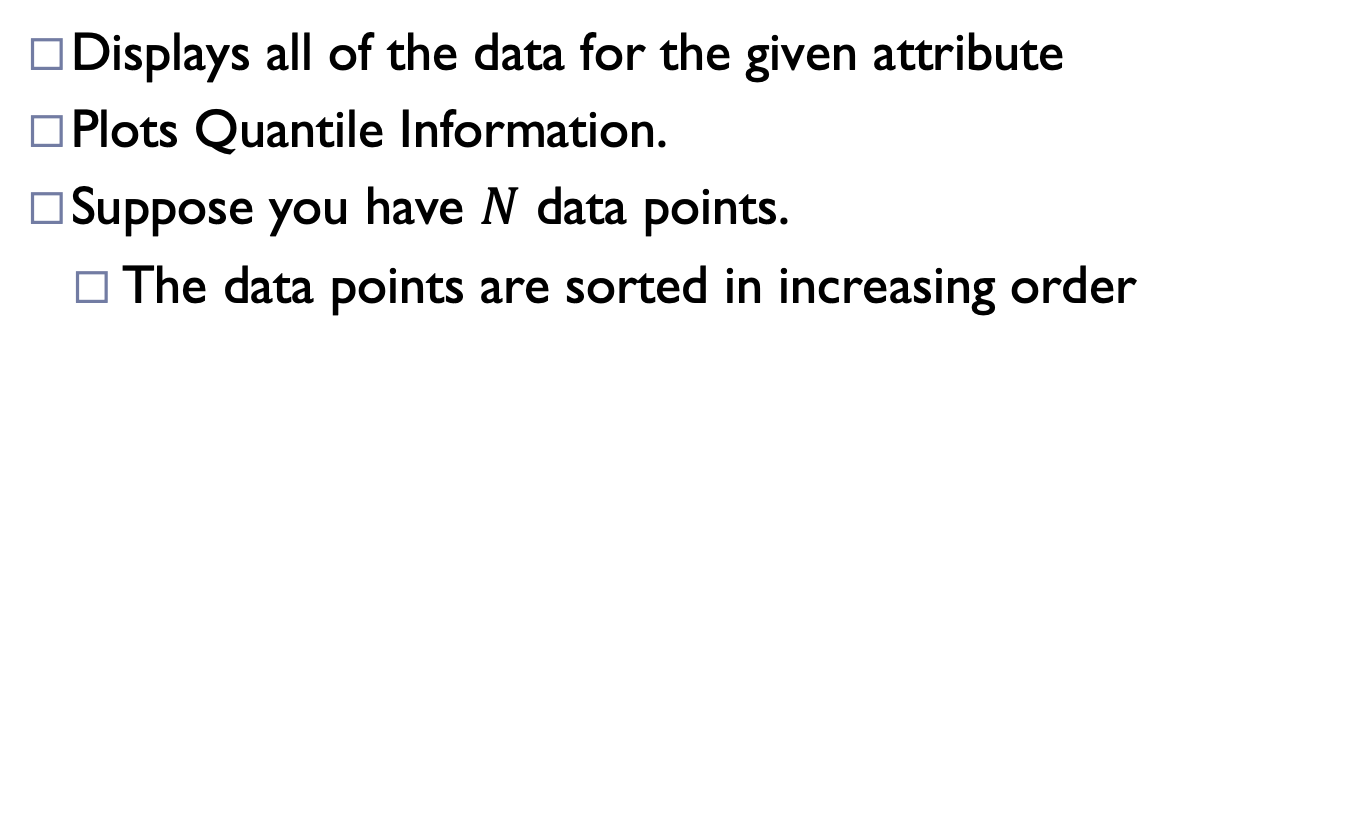 Displays all of the data for the given attribute
Plots Quantile Information.
Suppose you have N data points.
The data points are sorted in increasing order